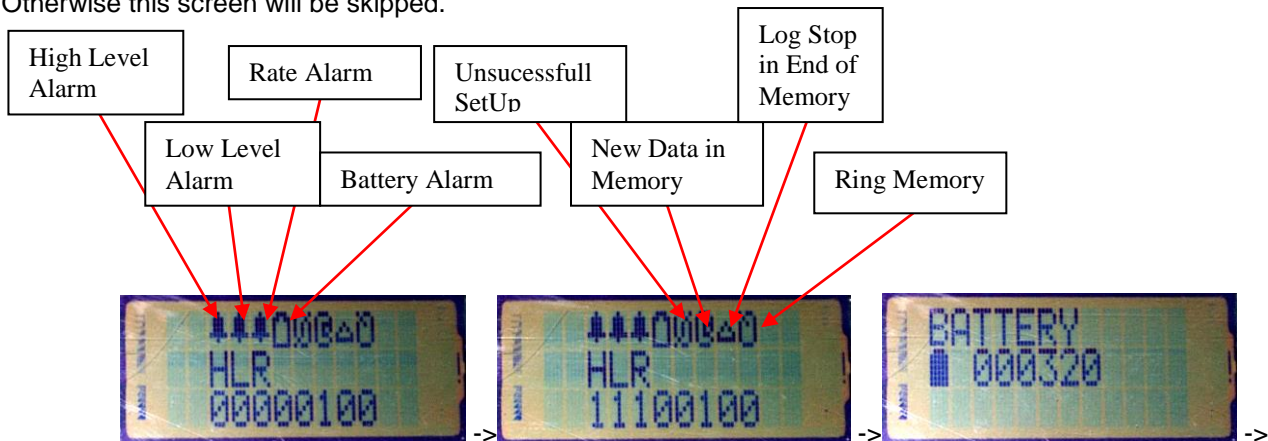 Otherwise this screen will be skipped.
High Level
Alarm
Rate Alarm
Unsucessfull
SetUp
Log Stop
in End of
Memory
Low Level
Alarm
Battery Alarm
New Data in
Memory
Ring Memory
HLR
00000100
->
HLR
11100100
->
BATTERY
000320
->